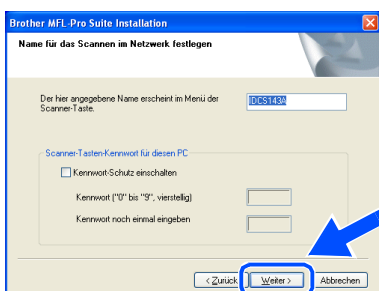 Brother MFL-Pro Suite Installation
Name für das Scannen im Netzwerk festlegen
Der hier angegebene Name erscheint im Menü der
Scanner-Taste.
IDCS143A
Scanner-Tasten-Kennwort für diesen PC
Kennwort-Schutz einschalten
Kennwort ("0" bis "9", vierstellig)
Kennwort noch einmal eingeben
< Zurück
Weiter >
Abbrechen